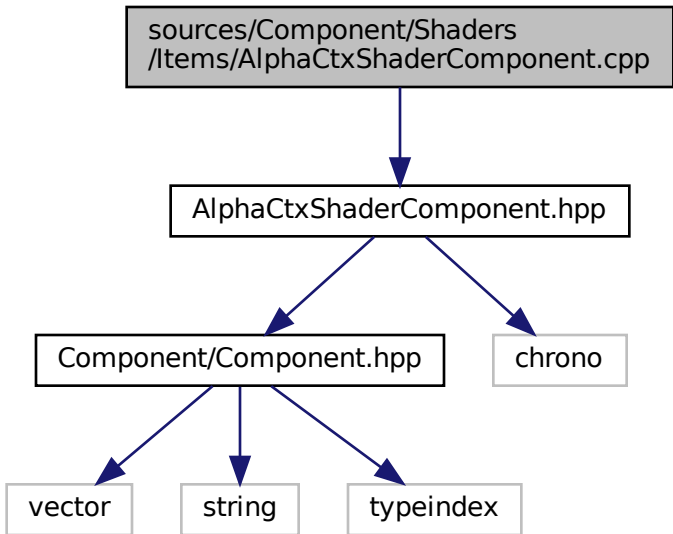 sources/Component/Shaders
/Items/AlphaCtxShaderComponent.cpp
AlphaCtxShaderComponent.hpp
Component/Component.hpp
chrono
vector
string
typeindex